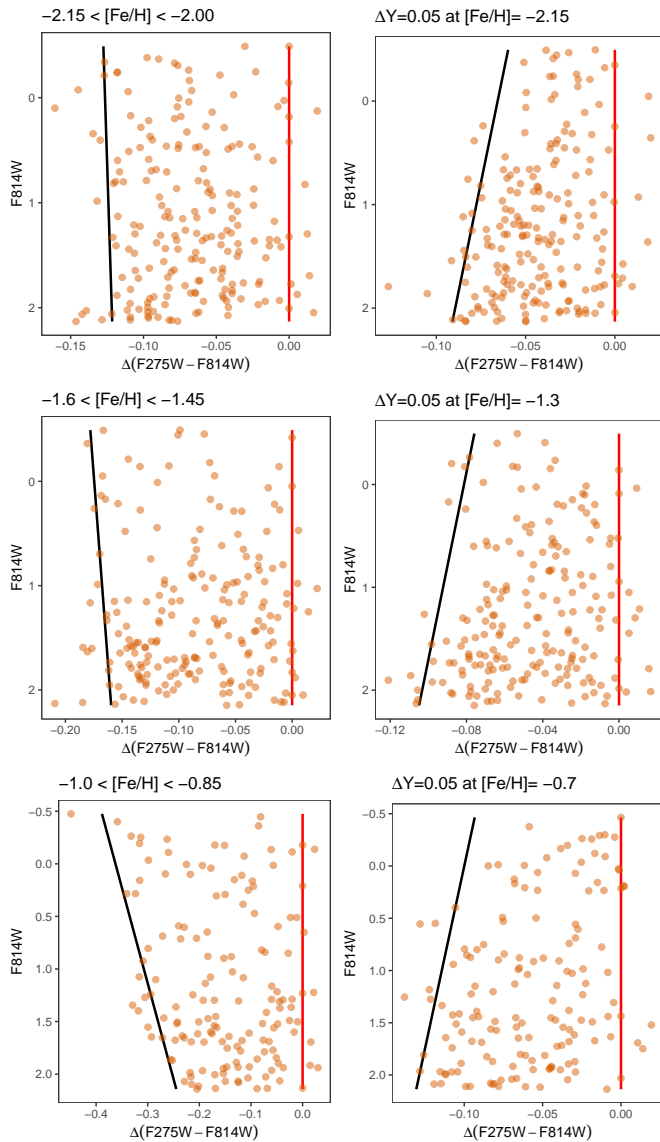 −2.15 < [Fe/H] < −2.00
F814W
0
1
2
−0.15
−0.10
−0.05
0.00
Δ(F275W−F814W)
ΔY=0.05 at [Fe/H]= −2.15
F814W
0
1
2
−0.10
−0.05
0.00
Δ(F275W−F814W)
−1.6 < [Fe/H] < −1.45
F814W
0
1
2
−0.20
−0.15
−0.10
−0.05
0.00
Δ(F275W−F814W)
ΔY=0.05 at [Fe/H]= −1.3
F814W
0
1
2
−0.12
−0.08
−0.04
0.00
Δ(F275W−F814W)
−1.0 < [Fe/H] < −0.85
F814W
−0.5
0.0
0.5
1.0
1.5
2.0
−0.4
−0.3
−0.2
−0.1
0.0
Δ(F275W−F814W)
ΔY=0.05 at [Fe/H]= −0.7
F814W
−0.5
0.0
0.5
1.0
1.5
2.0
−0.10
−0.05
0.00
Δ(F275W−F814W)